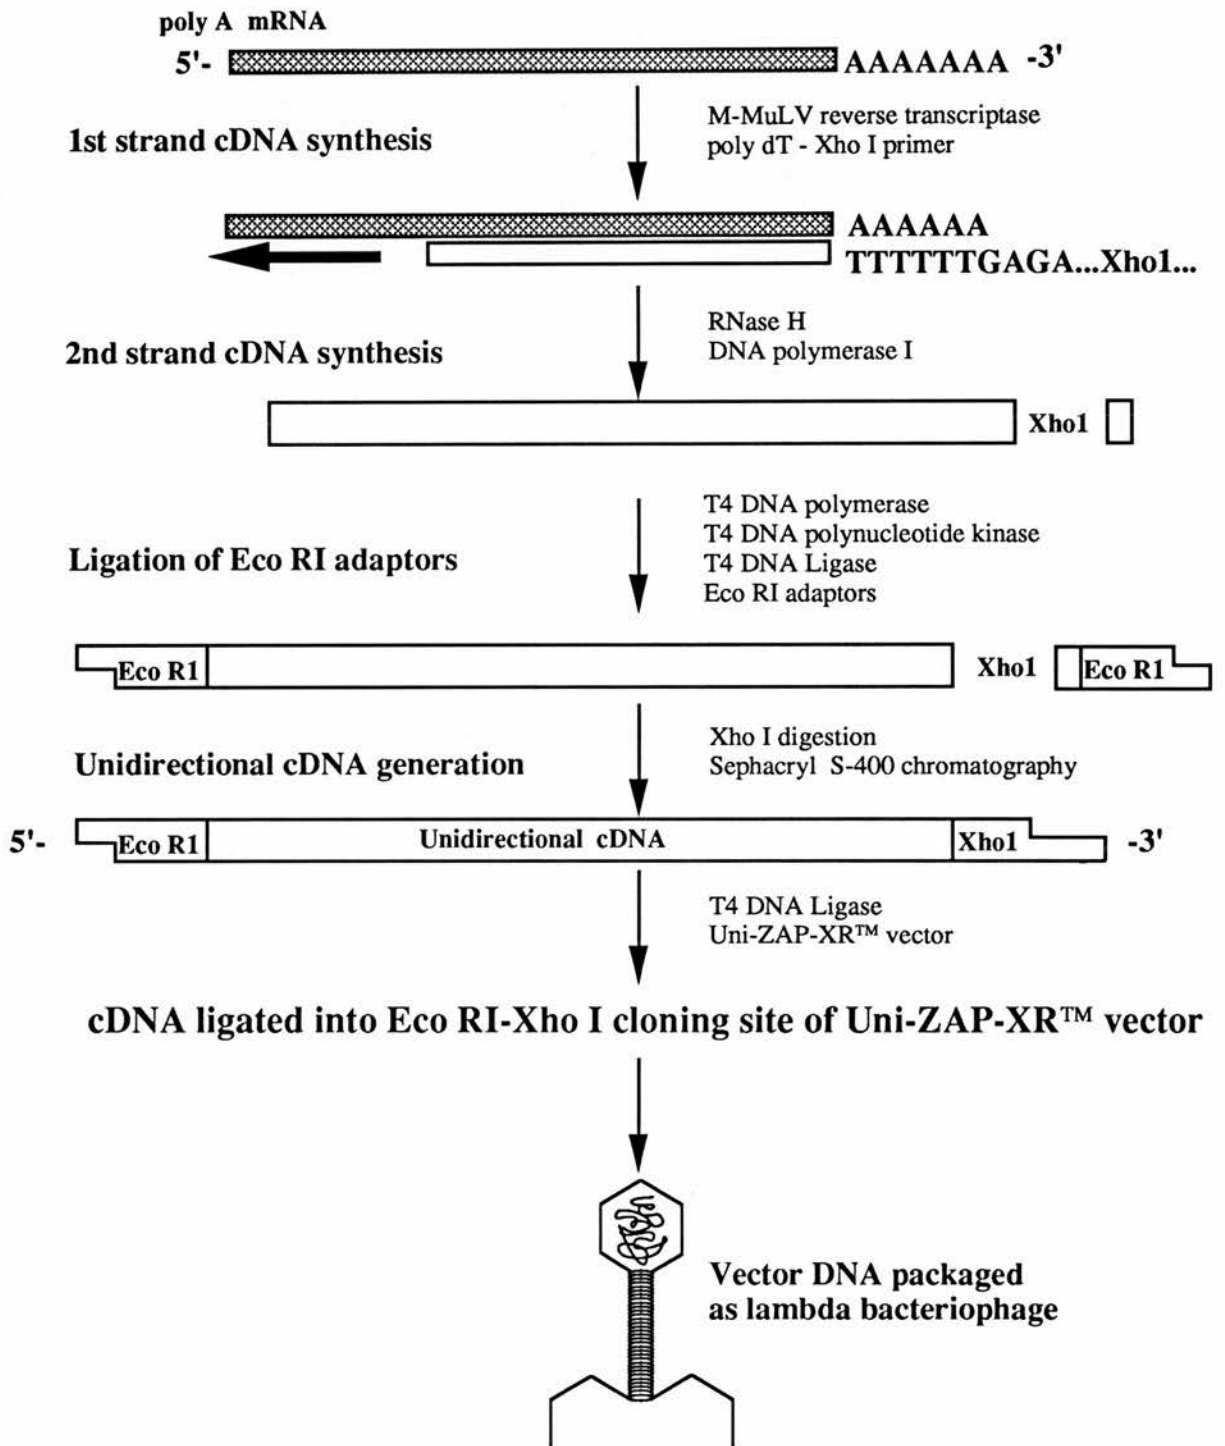 poly A mRNA
5'- AAAAAAA -3'
1st strand cDNA synthesis
M-MuLV reverse transcriptase
poly dT - Xho I primer
AAAAAA
TTTTTTGAGA...Xho1...
2nd strand cDNA synthesis
RNase H
DNA polymerase I
Xho1
Ligation of Eco RI adaptors
T4 DNA polymerase
T4 DNA polynucleotide kinase
T4 DNA Ligase
Eco RI adaptors
Eco R1 Xho1 Eco R1
Unidirectional cDNA generation
Xho I digestion
Sephacryl S-400 chromatography
5'- Eco R1 Unidirectional cDNA Xho1 -3'
T4 DNA Ligase
Uni-ZAP-XR™ vector
cDNA ligated into Eco RI-Xho I cloning site of Uni-ZAP-XR™ vector
Vector DNA packaged
as lambda bacteriophage